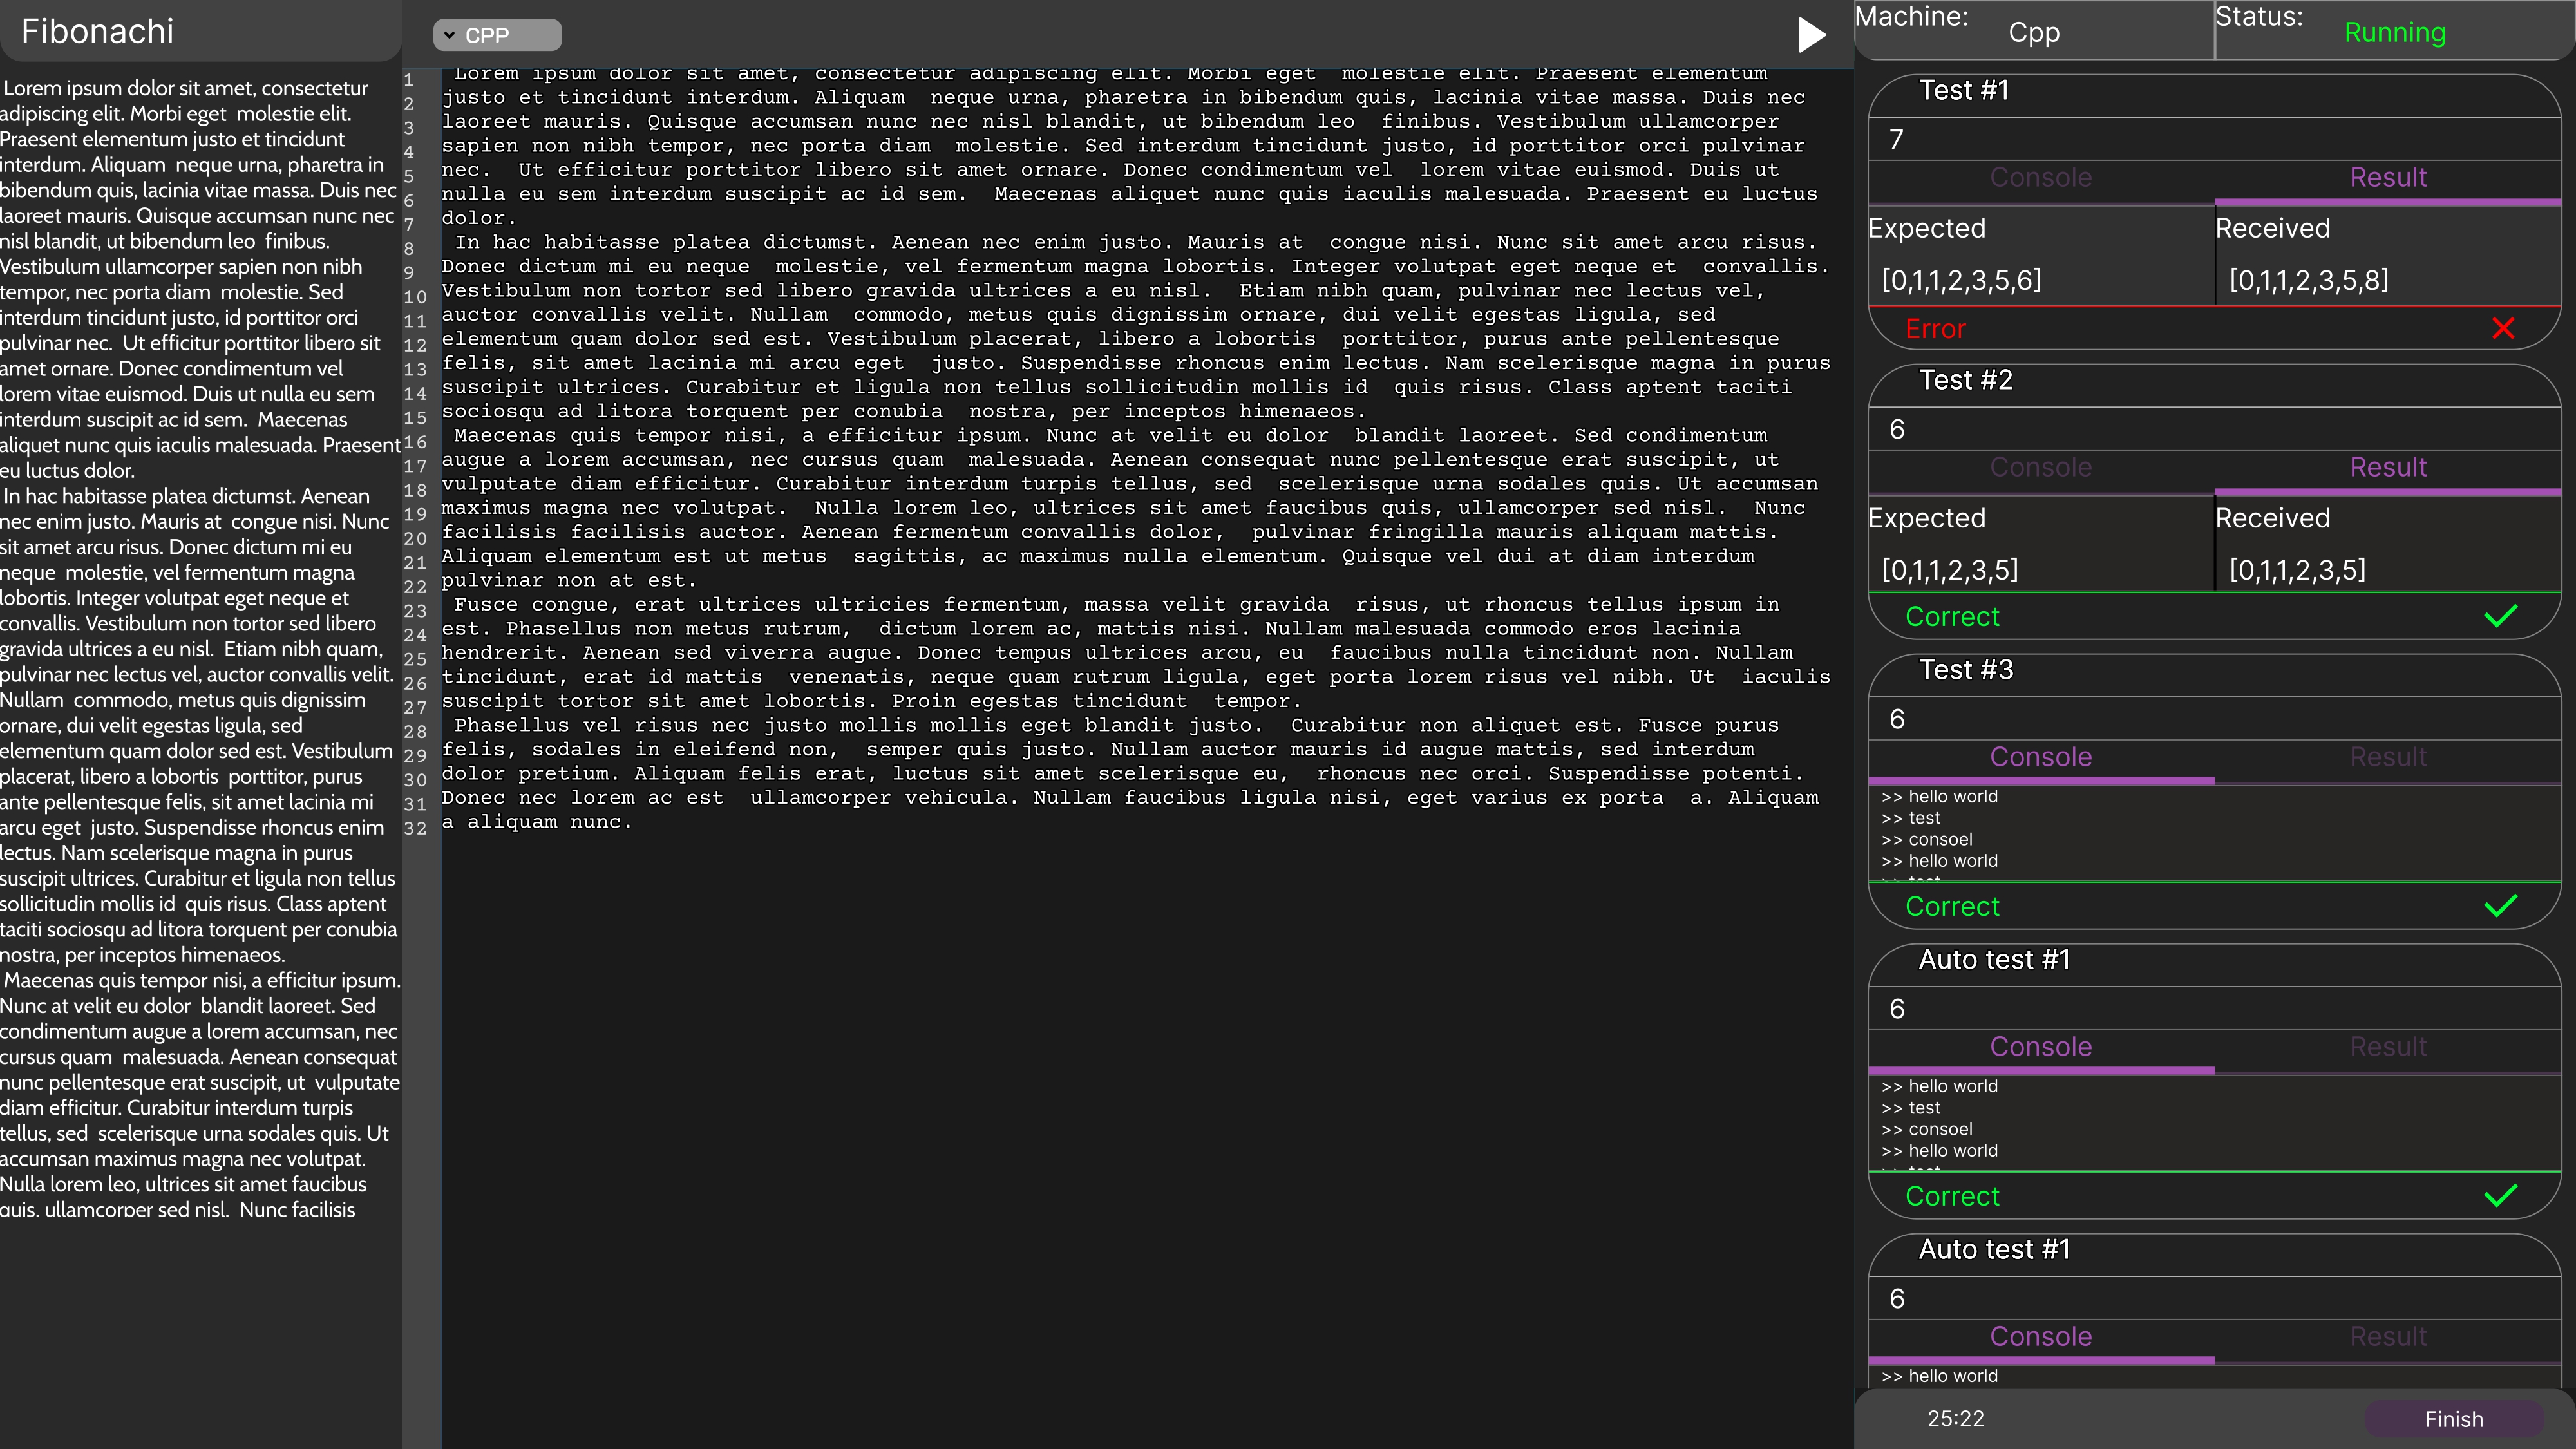 Fibonachi
Lorem ipsum dolor sit amet, consectetur
adipiscing elit. Morbi eget  molestie elit.
Praesent elementum justo et tincidunt
interdum. Aliquam  neque urna, pharetra in
bibendum quis, lacinia vitae massa. Duis nec
laoreet mauris. Quisque accumsan nunc nec
nisl blandit, ut bibendum leo  finibus.
Vestibulum ullamcorper sapien non nibh
tempor, nec porta diam  molestie. Sed
interdum tincidunt justo, id porttitor orci
pulvinar nec.  Ut efficitur porttitor libero sit
amet ornare. Donec condimentum vel
lorem vitae euismod. Duis ut nulla eu sem
interdum suscipit ac id sem.  Maecenas
aliquet nunc quis iaculis malesuada. Praesent
eu luctus dolor.
In hac habitasse platea dictumst. Aenean
nec enim justo. Mauris at  congue nisi. Nunc
sit amet arcu risus. Donec dictum mi eu
neque  molestie, vel fermentum magna
lobortis. Integer volutpat eget neque et
convallis. Vestibulum non tortor sed libero
gravida ultrices a eu nisl.  Etiam nibh quam,
pulvinar nec lectus vel, auctor convallis velit.
Nullam  commodo, metus quis dignissim
ornare, dui velit egestas ligula, sed
elementum quam dolor sed est. Vestibulum
placerat, libero a lobortis  porttitor, purus
ante pellentesque felis, sit amet lacinia mi
arcu eget  justo. Suspendisse rhoncus enim
lectus. Nam scelerisque magna in purus
suscipit ultrices. Curabitur et ligula non tellus
sollicitudin mollis id  quis risus. Class aptent
taciti sociosqu ad litora torquent per conubia
nostra, per inceptos himenaeos.
Maecenas quis tempor nisi, a efficitur ipsum.
Nunc at velit eu dolor  blandit laoreet. Sed
condimentum augue a lorem accumsan, nec
cursus quam  malesuada. Aenean consequat
nunc pellentesque erat suscipit, ut  vulputate
diam efficitur. Curabitur interdum turpis
tellus, sed  scelerisque urna sodales quis. Ut
accumsan maximus magna nec volutpat.
Nulla lorem leo, ultrices sit amet faucibus
quis, ullamcorper sed nisl.  Nunc facilisis
CPP
1
2
3
4
5
6
7
8
9
10
11
12
13
14
15
16
17
18
19
20
21
22
23
24
25
26
27
28
29
30
31
32
Lorem ipsum dolor sit amet, consectetur adipiscing elit. Morbi eget  molestie elit. Praesent elementum
justo et tincidunt interdum. Aliquam  neque urna, pharetra in bibendum quis, lacinia vitae massa. Duis nec
laoreet mauris. Quisque accumsan nunc nec nisl blandit, ut bibendum leo  finibus. Vestibulum ullamcorper
sapien non nibh tempor, nec porta diam  molestie. Sed interdum tincidunt justo, id porttitor orci pulvinar
nec.  Ut efficitur porttitor libero sit amet ornare. Donec condimentum vel  lorem vitae euismod. Duis ut
nulla eu sem interdum suscipit ac id sem.  Maecenas aliquet nunc quis iaculis malesuada. Praesent eu luctus
dolor.
In hac habitasse platea dictumst. Aenean nec enim justo. Mauris at  congue nisi. Nunc sit amet arcu risus.
Donec dictum mi eu neque  molestie, vel fermentum magna lobortis. Integer volutpat eget neque et  convallis.
Vestibulum non tortor sed libero gravida ultrices a eu nisl.  Etiam nibh quam, pulvinar nec lectus vel,
auctor convallis velit. Nullam  commodo, metus quis dignissim ornare, dui velit egestas ligula, sed
elementum quam dolor sed est. Vestibulum placerat, libero a lobortis  porttitor, purus ante pellentesque
felis, sit amet lacinia mi arcu eget  justo. Suspendisse rhoncus enim lectus. Nam scelerisque magna in purus
suscipit ultrices. Curabitur et ligula non tellus sollicitudin mollis id  quis risus. Class aptent taciti
sociosqu ad litora torquent per conubia  nostra, per inceptos himenaeos.
Maecenas quis tempor nisi, a efficitur ipsum. Nunc at velit eu dolor  blandit laoreet. Sed condimentum
augue a lorem accumsan, nec cursus quam  malesuada. Aenean consequat nunc pellentesque erat suscipit, ut
vulputate diam efficitur. Curabitur interdum turpis tellus, sed  scelerisque urna sodales quis. Ut accumsan
maximus magna nec volutpat.  Nulla lorem leo, ultrices sit amet faucibus quis, ullamcorper sed nisl.  Nunc
facilisis facilisis auctor. Aenean fermentum convallis dolor,  pulvinar fringilla mauris aliquam mattis.
Aliquam elementum est ut metus  sagittis, ac maximus nulla elementum. Quisque vel dui at diam interdum
pulvinar non at est.
Fusce congue, erat ultrices ultricies fermentum, massa velit gravida  risus, ut rhoncus tellus ipsum in
est. Phasellus non metus rutrum,  dictum lorem ac, mattis nisi. Nullam malesuada commodo eros lacinia
hendrerit. Aenean sed viverra augue. Donec tempus ultrices arcu, eu  faucibus nulla tincidunt non. Nullam
tincidunt, erat id mattis  venenatis, neque quam rutrum ligula, eget porta lorem risus vel nibh. Ut  iaculis
suscipit tortor sit amet lobortis. Proin egestas tincidunt  tempor.
Phasellus vel risus nec justo mollis mollis eget blandit justo.  Curabitur non aliquet est. Fusce purus
felis, sodales in eleifend non,  semper quis justo. Nullam auctor mauris id augue mattis, sed interdum
dolor pretium. Aliquam felis erat, luctus sit amet scelerisque eu,  rhoncus nec orci. Suspendisse potenti.
Donec nec lorem ac est  ullamcorper vehicula. Nullam faucibus ligula nisi, eget varius ex porta  a. Aliquam
a aliquam nunc.
Machine: Cpp
Status: Running
Test #1
7
Console Result
Expected Received
[0,1,1,2,3,5,6] [0,1,1,2,3,5,8]
Error
Test #2
6
Console Result
Expected Received
[0,1,1,2,3,5] [0,1,1,2,3,5]
Correct
Test #3
6
Console Result
>> hello world
>> test
>> consoel
>> hello world
>> test
Correct
Auto test #1
6
Console Result
>> hello world
>> test
>> consoel
>> hello world
>> test
Correct
Auto test #1
6
Console Result
>> hello world
25:22
Finish